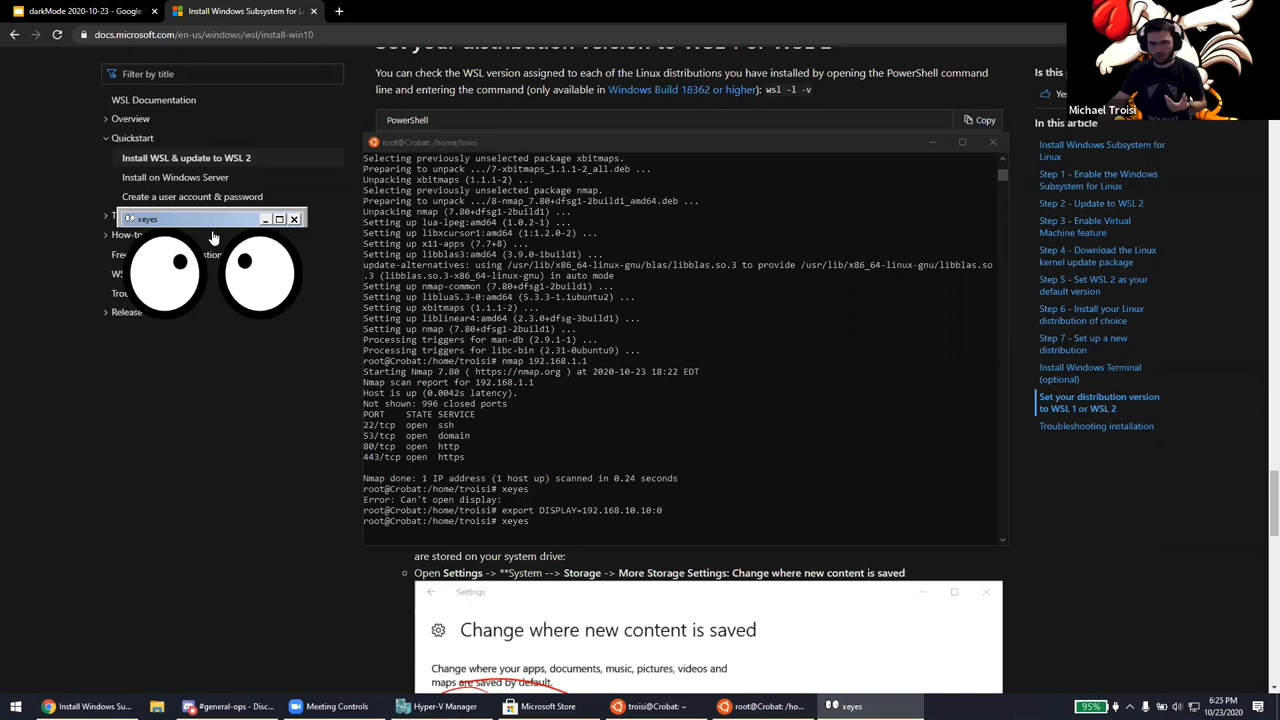 darkMode 2020-10-23 - Google
Install Windows Subsystem for L
docs.microsoft.com/en-us/windows/wsl/install-win10
Set your distribution version to WSL 1 or WSL 2
Filter by title
WSL Documentation
Overview
Quickstart
Install WSL & update to WSL 2
Install on Windows Server
Create a user account & password
T
xeyes
How-to
Fre
stion
WS
Trou
Release
You can check the WSL version assigned to each of the Linux distributions you have installed by opening the PowerShell command
line and entering the command (only available in Windows Build 18362 or higher): wsl -l -v
PowerShell
Copy
root@Crobat: /home/troisi
Selecting previously unselected package xbitmaps.
Preparing to unpack .../7-xbitmaps_1.1.1-2_all.deb ...
Unpacking xbitmaps (1.1.1-2) ...
Selecting previously unselected package nmap.
Preparing to unpack .../8-nmap_7.80+dfsg1-2build1_amd64.deb ...
Unpacking nmap (7.80+dfsg1-2build1) ...
Setting up lua-lpeg:amd64 (1.0.2-1) ...
Setting up libxcursor1:amd64 (1:1.2.0-2) ...
Setting up x11-apps (7.7+8) ...
Setting up libblas3:amd64 (3.9.0-1build1) ...
update-alternatives: using /usr/lib/x86_64-linux-gnu/blas/libblas.so.3 to provide /usr/lib/x86_64-linux-gnu/libblas.so
.3 (libblas.so.3-x86_64-linux-gnu) in auto mode
Setting up nmap-common (7.80+dfsg1-2build1) ...
Setting up liblua5.3-0:amd64 (5.3.3-1.1ubuntu2) ...
Setting up xbitmaps (1.1.1-2) ...
Setting up liblinear4:amd64 (2.3.0+dfsg-3build1) ...
Setting up nmap (7.80+dfsg1-2build1) ...
Processing triggers for man-db (2.9.1-1) ...
Processing triggers for libc-bin (2.31-0ubuntu9) ...
root@Crobat:/home/troisi# nmap 192.168.1.1
Starting Nmap 7.80 ( https://nmap.org ) at 2020-10-23 18:22 EDT
Nmap scan report for 192.168.1.1
Host is up (0.0042s latency).
Not shown: 996 closed ports
PORT STATE SERVICE
22/tcp open ssh
53/tcp open domain
80/tcp open http
443/tcp open https
Nmap done: 1 IP address (1 host up) scanned in 0.24 seconds
root@Crobat:/home/troisi# xeyes
Error: Can't open display:
root@Crobat:/home/troisi# export DISPLAY=192.168.10.10:0
root@Crobat:/home/troisi# xeyes
are stored on your system drive:
Open Settings -> **System --> Storage -> More Storage Settings: Change where new content is saved
Settings
Change where new content is saved
Change where your apps, documents, music, pictures, videos and
maps are saved by default.
Michael Troisi
Is this pa
Yes
In this article
Install Windows Subsystem for
Linux
Step 1 - Enable the Windows
Subsystem for Linux
Step 2 - Update to WSL 2
Step 3 - Enable Virtual
Machine feature
Step 4 - Download the Linux
kernel update package
Step 5 - Set WSL 2 as your
default version
Step 6 - Install your Linux
distribution of choice
Step 7 - Set up a new
distribution
Install Windows Terminal
(optional)
Set your distribution version
to WSL 1 or WSL 2
Troubleshooting installation
Install Windows Su...
#general-ops - Disc...
Meeting Controls
Hyper-V Manager
Microsoft Store
troisi@Crobat: ~
root@Crobat: /ho...
xeyes
95%
6:25 PM
10/23/2020